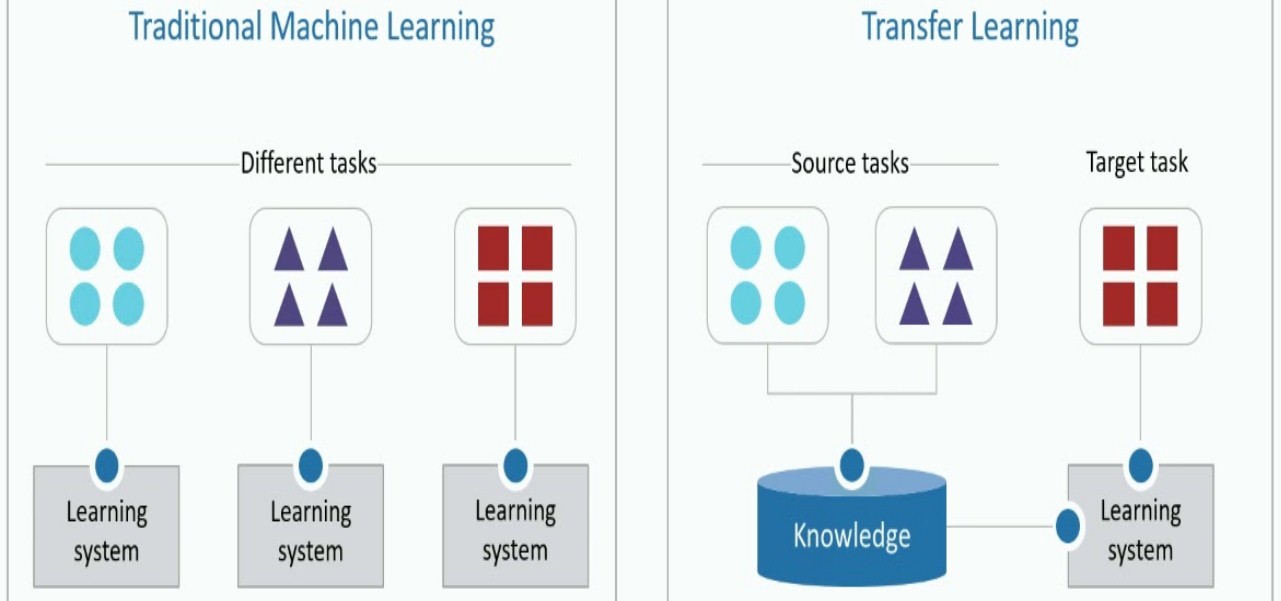 Traditional Machine Learning
Different tasks
Learning
system
Learning
system
Learning
system
Transfer Learning
Source tasks
Target task
Knowledge
Learning
system